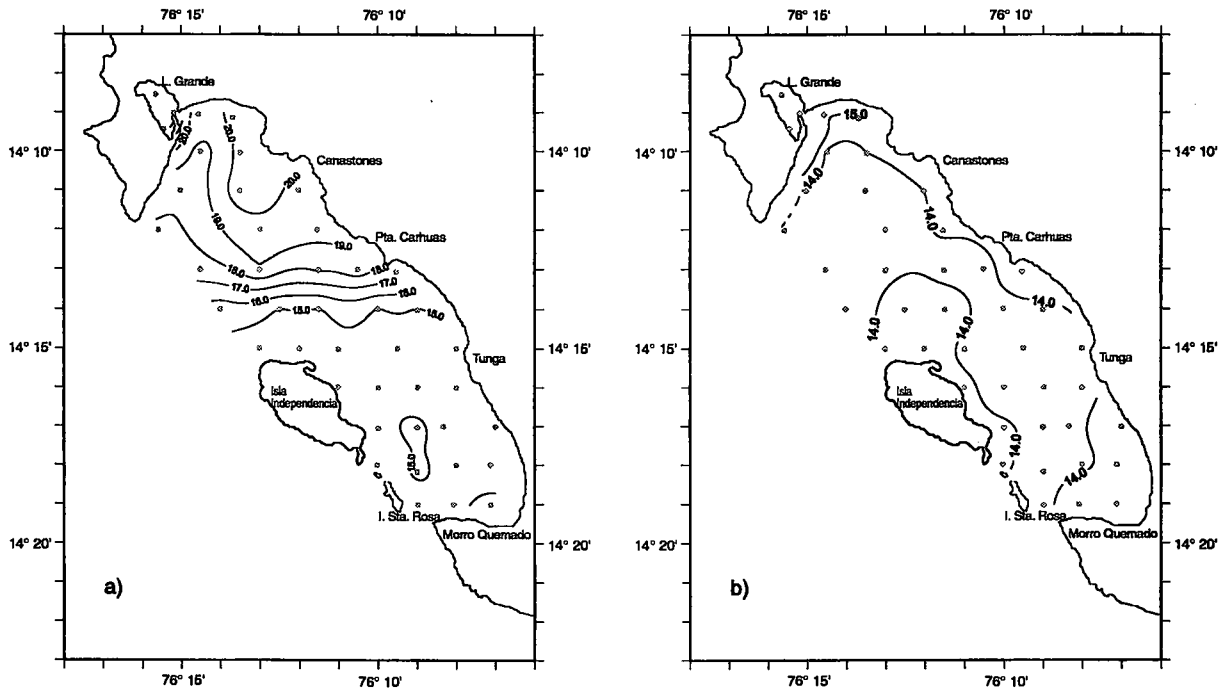 76° 15'
76° 10'
Grande
20.0
20.0
14° 10'
14° 10'
Canastones
20.0
19.0
19.0
Pta. Carhuas
18.0
18.0
17.0
17.0
16.0
16.0
15.0
15.0
14° 15'
14° 15'
Tunga
Isla
Independencia
15.0
I. Sta. Rosa
Morro Quemado
14° 20'
14° 20'
a)
76° 15'
76° 10'
76° 15'
76° 10'
Grande
15.0
14° 10'
14° 10'
Canastones
14.0
14.0
Pta. Carhuas
14.0
14.0
14.0
14° 15'
14° 15'
Tunga
Isla
Independencia
14.0
14.0
I. Sta. Rosa
Morro Quemado
14° 20'
14° 20'
b)
76° 15'
76° 10'